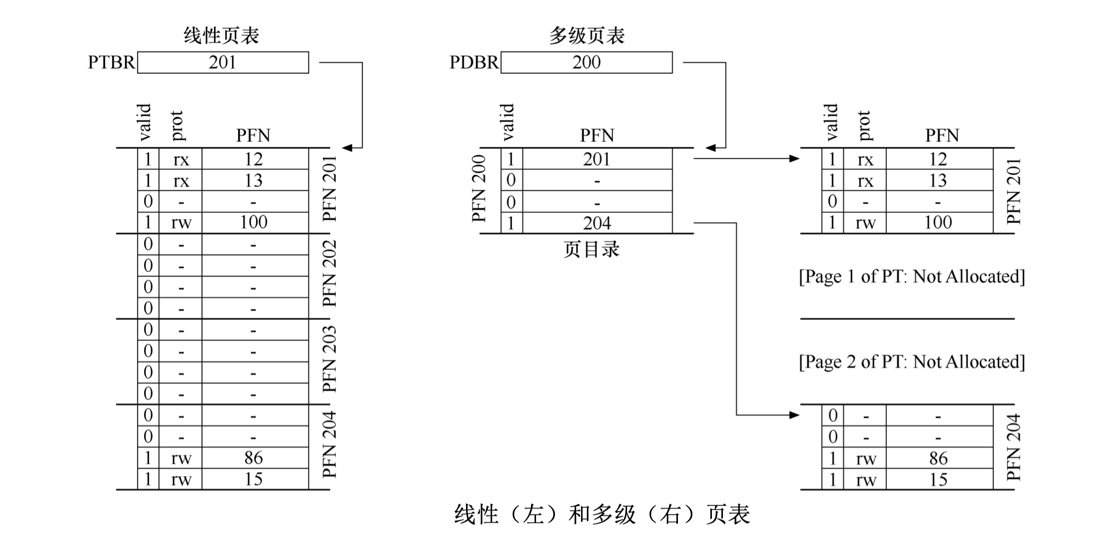 线性页表
PTBR 201
valid prot PFN
1 rx 12
1 rx 13
0 - -
1 rw 100
PFN 201
0 - -
0 - -
0 - -
0 - -
PFN 202
0 - -
0 - -
0 - -
0 - -
PFN 203
0 - -
0 - -
1 rw 86
1 rw 15
PFN 204
多级页表
PDBR 200
valid PFN
PFN 200
1 201
0 -
0 -
1 204
页目录
valid prot PFN
1 rx 12
1 rx 13
0 - -
1 rw 100
PFN 201
[Page 1 of PT: Not Allocated]
[Page 2 of PT: Not Allocated]
0 - -
0 - -
1 rw 86
1 rw 15
PFN 204
线性（左）和多级（右）页表